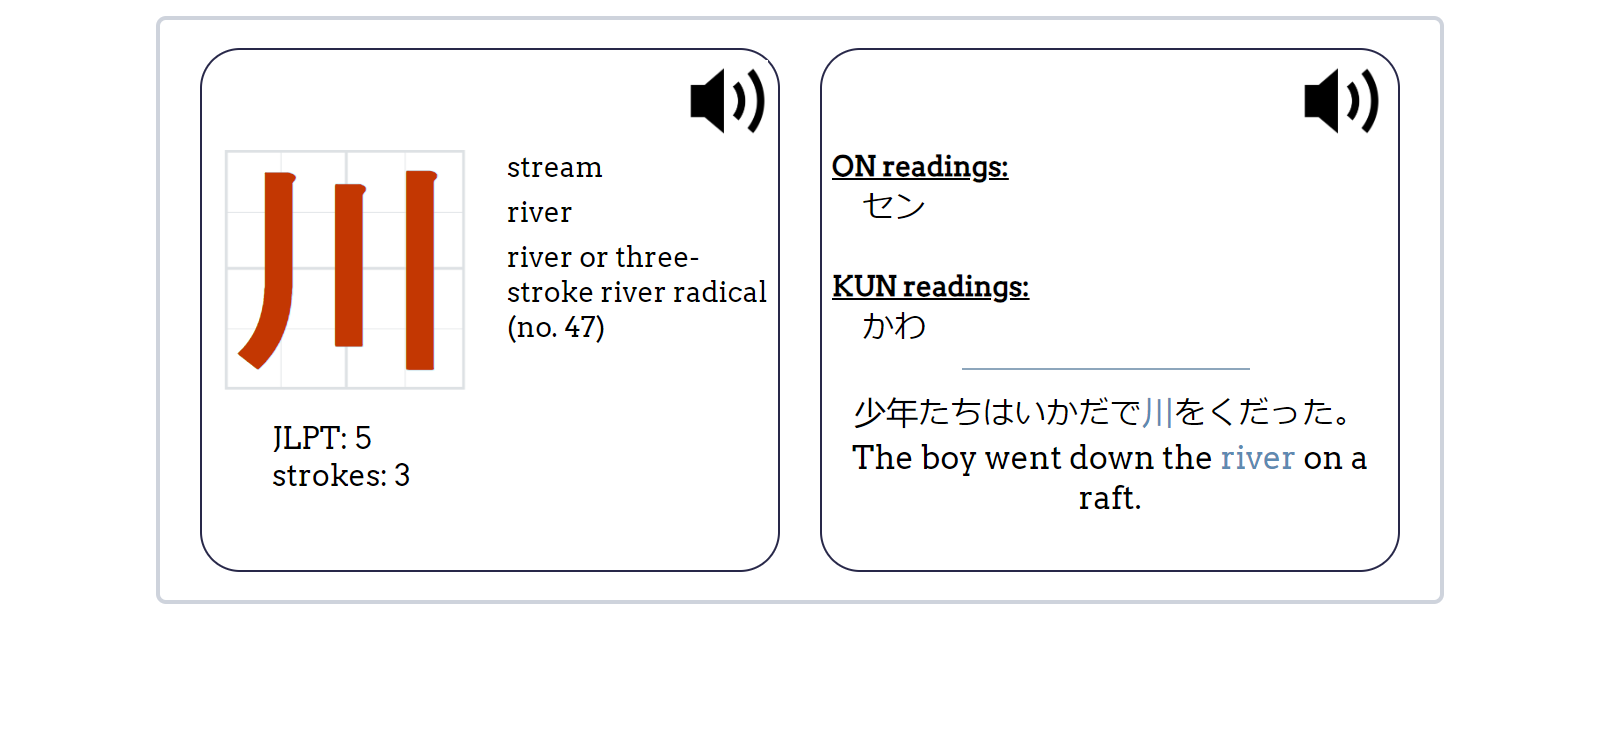 川
stream
river
river or three-
stroke river radical
(no. 47)
JLPT: 5
strokes: 3
ON readings:
セン
KUN readings:
かわ
少年たちはいかだで川をくだった。
The boy went down the river on a
raft.